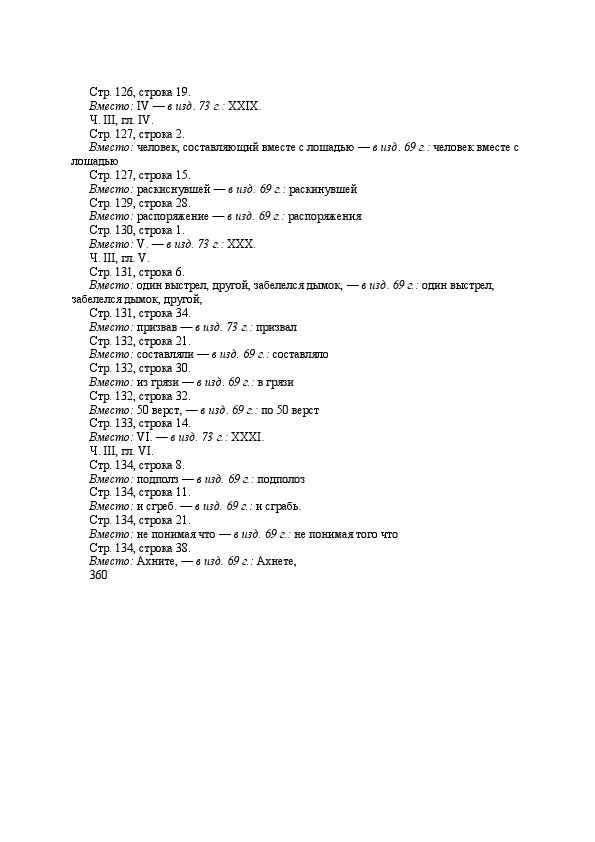 Стр. 126, строка 19.
Вместо: IV — в изд. 73 г.: XXIX.
Ч. III, гл. IV.
Стр. 127, строка 2.
Вместо: человек, составляющий вместе с лошадью — в изд. 69 г.: человек вместе с
лошадью
Стр. 127, строка 15.
Вместо: раскиснувшей — в изд. 69 г.: раскинувшей
Стр. 129, строка 28.
Вместо: распоряжение — в изд. 69 г.: распоряжения
Стр. 130, строка 1.
Вместо: V. — в изд. 73 г.: XXX.
Ч. III, гл. V.
Стр. 131, строка 6.
Вместо: один выстрел, другой, забелелся дымок, — в изд. 69 г.: один выстрел,
забелелся дымок, другой,
Стр. 131, строка 34.
Вместо: призвав — в изд. 73 г.: призвал
Стр. 132, строка 21.
Вместо: составляли — в изд. 69 г.: составляло
Стр. 132, строка 30.
Вместо: из грязи — в изд. 69 г.: в грязи
Стр. 132, строка 32.
Вместо: 50 верст, — в изд. 69 г.: по 50 верст
Стр. 133, строка 14.
Вместо: VI. — в изд. 73 г.: XXXI.
Ч. III, гл. VI.
Стр. 134, строка 8.
Вместо: подполз — в изд. 69 г.: подполоз
Стр. 134, строка 11.
Вместо: и сгреб. — в изд. 69 г.: и сграбь.
Стр. 134, строка 21.
Вместо: не понимая что — в изд. 69 г.: не понимая того что
Стр. 134, строка 38.
Вместо: Ахните, — в изд. 69 г.: Ахнете,
360